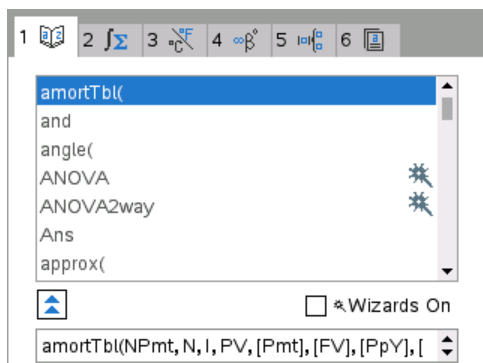 1 2 ∫Σ 3 °C °F 4 ∞β° 5 6 a
amortTbl(
and
angle(
ANOVA
ANOVA2way
Ans
approx(
Wizards On
amortTbl(NPmt, N, I, PV, [Pmt], [FV], [PpY], [